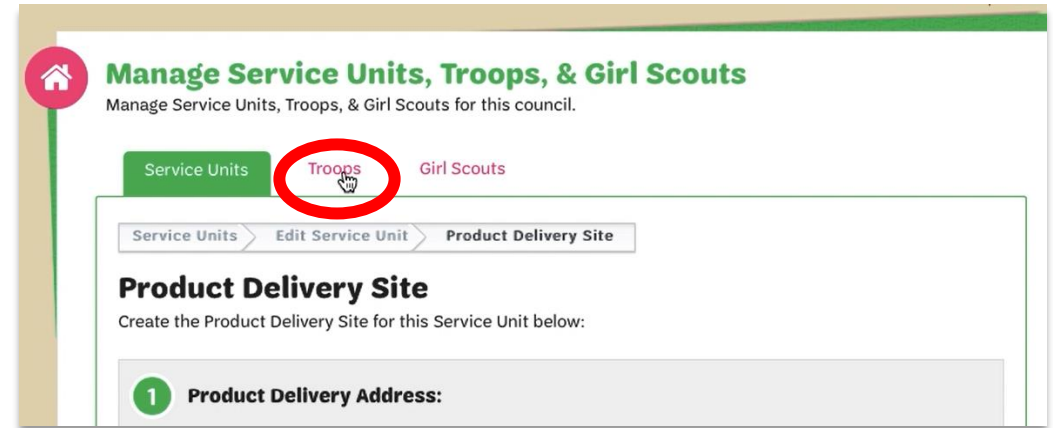 Manage Service Units, Troops, & Girl Scouts
Manage Service Units, Troops, & Girl Scouts for this council.
Service Units Troops Girl Scouts
Service Units Edit Service Unit Product Delivery Site
Product Delivery Site
Create the Product Delivery Site for this Service Unit below:
1 Product Delivery Address: